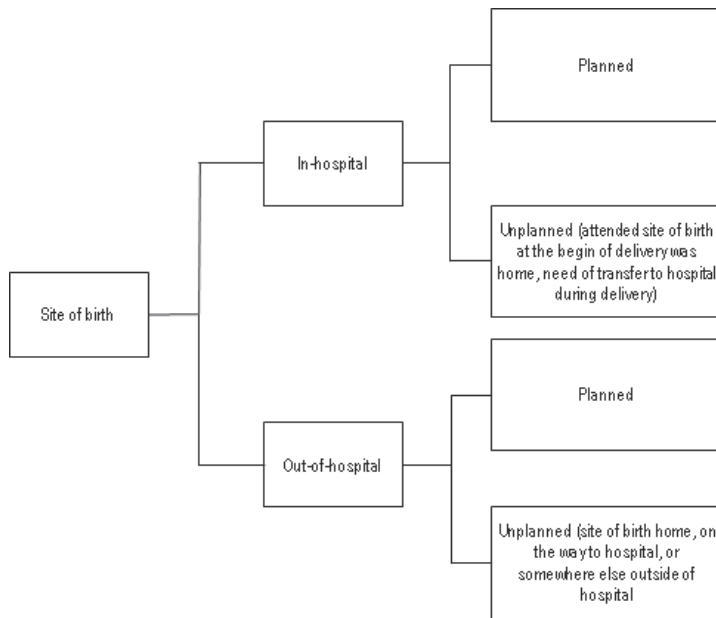 Planned
In-hospital
Unplanned (attended site of birth
at the begin of delivery was
home, need of transfer to hospital
during delivery)
Site of birth
Planned
Out-of-hospital
Unplanned (site of birth home, on
the way to hospital, or
somewhere else outside of
hospital